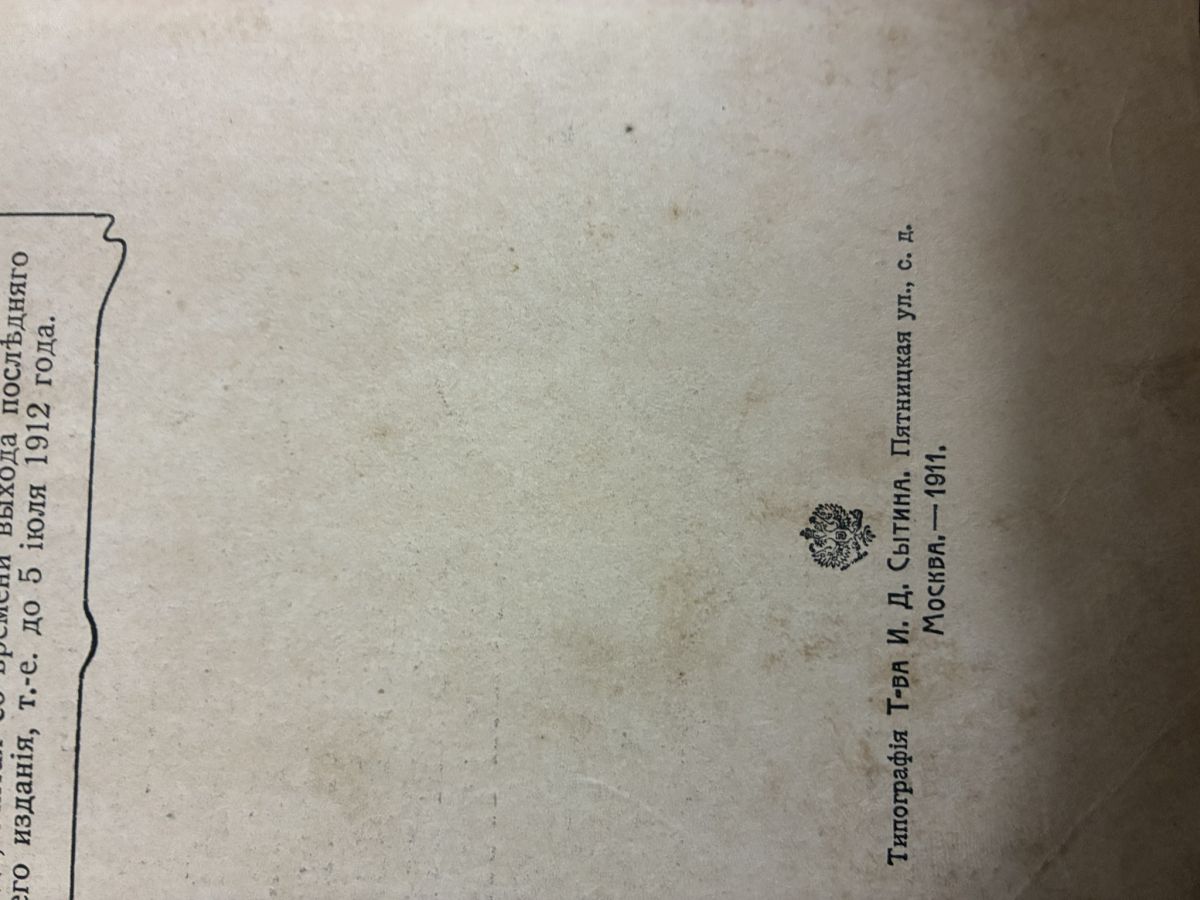 времени выхода послѣдняго
его изданія, т.-е. до 5 іюля 1912 года.
Типографія Т-ва И. Д. Сытина. Пятницкая ул., с. д.
Москва.—1911.